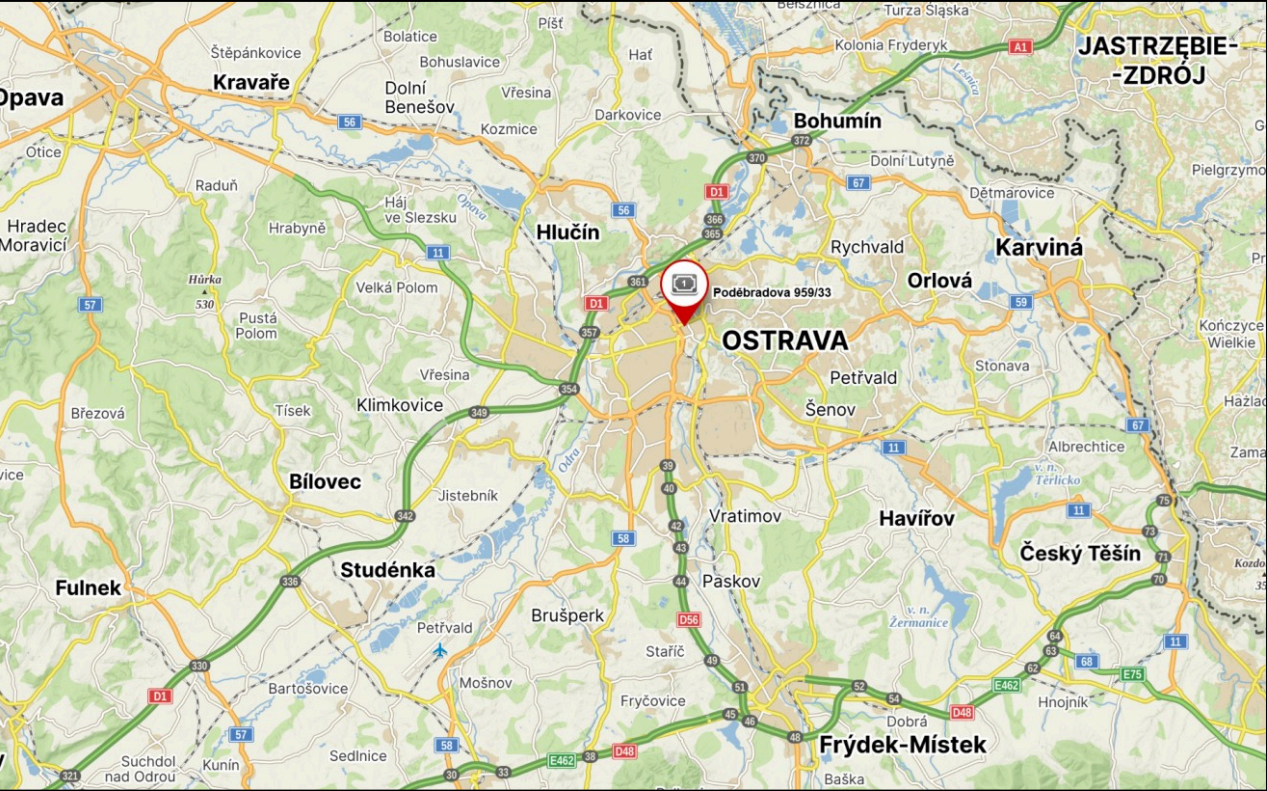 Píšť
Turza Śląska
Bolatice
Štěpánkovice
Hať
Kolonia Fryderyk
A1
JASTRZĘBIE-
-ZDRÓJ
Bohuslavice
Kravaře
Dolní
Benešov
Vřesina
Leśnica
Opava
Darkovice
Bohumín
56
Kozmice
372
Otice
370
Dolní Lutyně
Pielgrzymo
Raduň
D1
67
Dětmarovice
Háj
ve Slezsku
Opava
56
366
Hradec
Moravicí
Hrabyně
Hlučín
365
Rychvald
Karviná
11
Hůrka
530
Velká Polom
361
1
Poděbradova 959/33
Orlová
57
D1
59
Pustá
Polom
357
OSTRAVA
Kończyce
Wielkie
Vřesina
Petřvald
Stonava
354
Březová
Tísek
Klimkovice
349
Šenov
67
11
Albrechtice
Odra
39
v. n.
Těrlicko
Bílovec
40
Jistebník
75
342
Vratimov
Havířov
11
42
73
58
43
71
Český Těšín
Studénka
336
44
Paskov
70
Fulnek
v. n.
Žermanice
Brušperk
D56
Petřvald
64
11
Staříč
63
49
68
330
62
E75
Mošnov
Bartošovice
51
52
E462
D1
54
Fryčovice
Hnojník
45
46
D48
Dobrá
57
48
58
Frýdek-Místek
D48
Suchdol
nad Odrou
Kunín
Sedlnice
38
E462
321
30
33
Baška